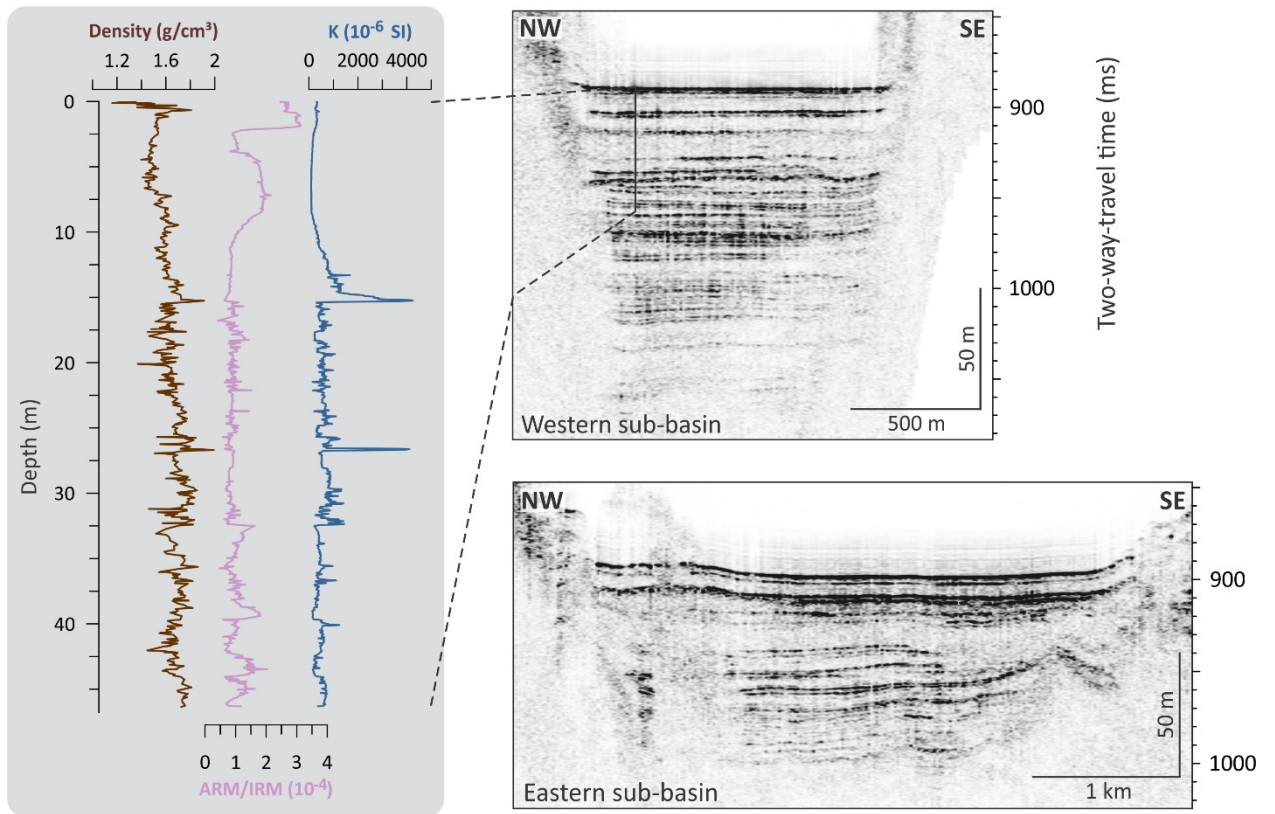 Density (g/cm³)
K (10⁻⁶ SI)
1.2 1.6 2
0 2000 4000
0
10
20
30
40
Depth (m)
0 1 2 3 4
ARM/IRM (10⁻⁴)
NW
SE
900
1000
Two-way-travel time (ms)
50 m
500 m
Western sub-basin
NW
SE
900
1000
50 m
1 km
Eastern sub-basin